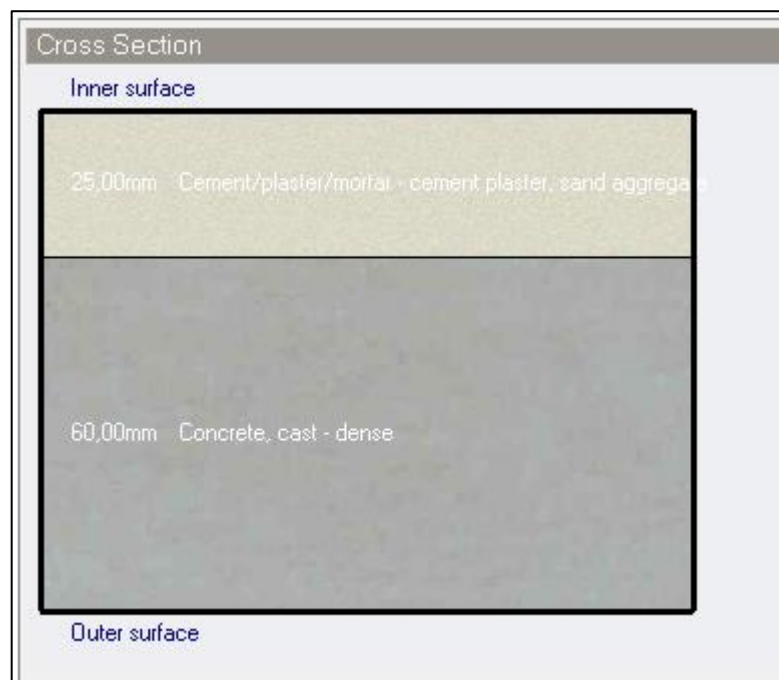 Cross Section
Inner surface
25,00mm Cement/plaster/mortar - cement plaster, sand aggregate
60,00mm Concrete, cast - dense
Outer surface